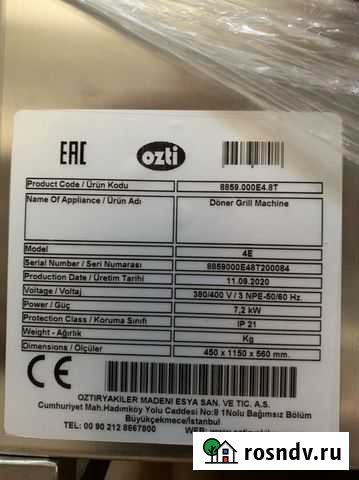 EAC
ozti
Product Code / Ürün Kodu 8859.000E4.8T
Name Of Appliance / Ürün Adı Döner Grill Machine
Model 4E
Serial Number / Seri Numarası 8859000E48T200084
Production Date / Üretim Tarihi 11.09.2020
Voltage / Voltaj 380/400 V / 3 NPE-50/60 Hz.
Power / Güç 7,2 kW
Protection Class / Koruma Sınıfı IP 21
Weight - Ağırlık Kg
Dimensions / Ölçüler 450 x 1150 x 560 mm.
CE
OZTIRYAKILER MADENI ESYA SAN. VE TIC. A.S.
Cumhuriyet Mah.Hadımköy Yolu Caddesi No:8 1Nolu Bağımsız Bölüm
Büyükçekmece/İstanbul
TEL: 00 90 212 8867800 WEB:
rosndv.ru